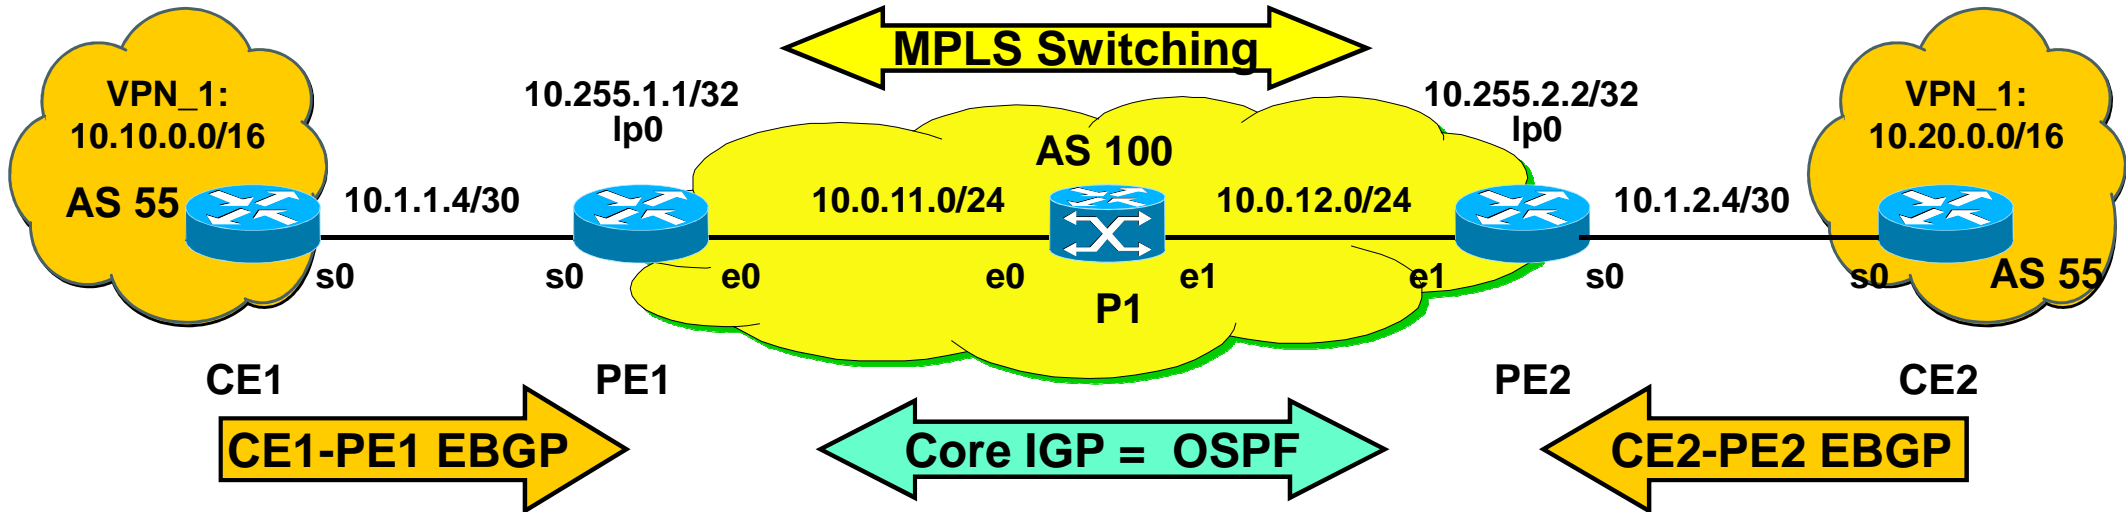 MPLS Switching
VPN_1:
10.10.0.0/16
10.255.1.1/32
lp0
10.255.2.2/32
lp0
VPN_1:
10.20.0.0/16
AS 100
AS 55
10.1.1.4/30
10.0.11.0/24
10.0.12.0/24
10.1.2.4/30
s0
s0
e0
e0
e1
e1
s0
s0
AS 55
P1
CE1
PE1
PE2
CE2
CE1-PE1 EBGP
Core IGP = OSPF
CE2-PE2 EBGP